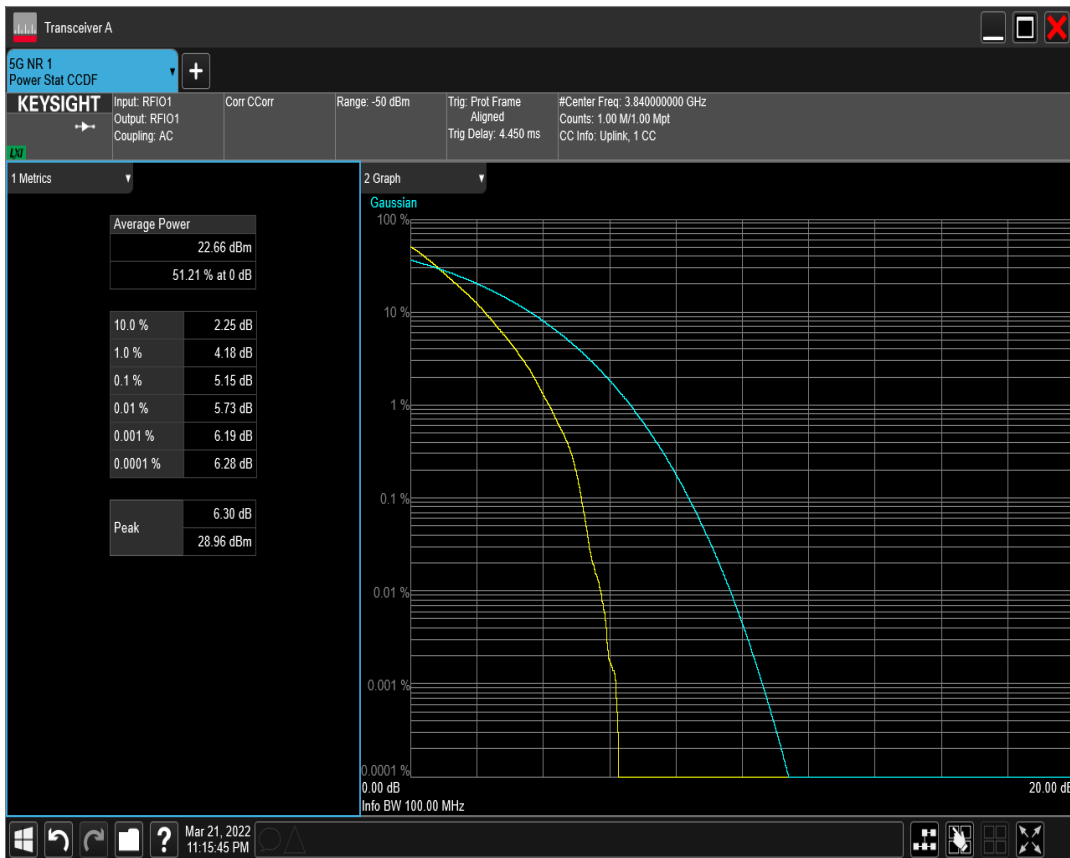 Transceiver A
5G NR 1
Power Stat CCDF
KEYSIGHT
LXI
Input: RFIO1
Output: RFIO1
Coupling: AC
Corr CCorr
Range: -50 dBm
Trig: Prot Frame
Aligned
Trig Delay: 4.450 ms
#Center Freq: 3.840000000 GHz
Counts: 1.00 M/1.00 Mpt
CC Info: Uplink, 1 CC
1 Metrics
Average Power
22.66 dBm
51.21 % at 0 dB
10.0 % 2.25 dB
1.0 % 4.18 dB
0.1 % 5.15 dB
0.01 % 5.73 dB
0.001 % 6.19 dB
0.0001 % 6.28 dB
Peak
6.30 dB
28.96 dBm
2 Graph
Gaussian
100 %
10 %
1 %
0.1 %
0.01 %
0.001 %
0.0001 %
0.00 dB 20.00 dB
Info BW 100.00 MHz
?
Mar 21, 2022
11:15:45 PM